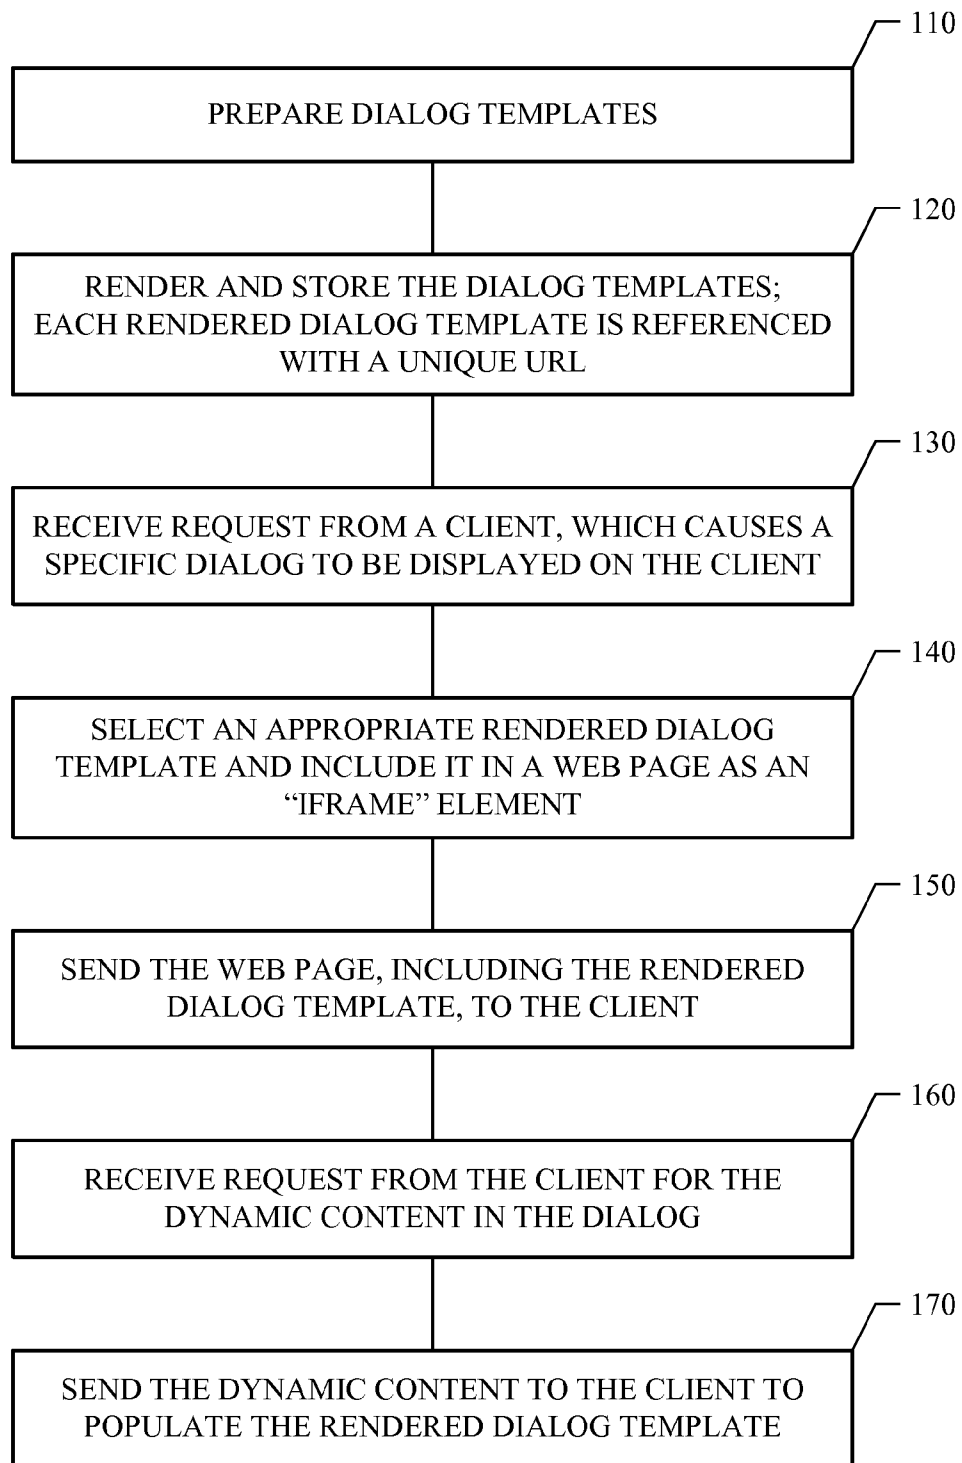 110
PREPARE DIALOG TEMPLATES
120
RENDER AND STORE THE DIALOG TEMPLATES;
EACH RENDERED DIALOG TEMPLATE IS REFERENCED
WITH A UNIQUE URL
130
RECEIVE REQUEST FROM A CLIENT, WHICH CAUSES A
SPECIFIC DIALOG TO BE DISPLAYED ON THE CLIENT
140
SELECT AN APPROPRIATE RENDERED DIALOG
TEMPLATE AND INCLUDE IT IN A WEB PAGE AS AN
“IFRAME” ELEMENT
150
SEND THE WEB PAGE, INCLUDING THE RENDERED
DIALOG TEMPLATE, TO THE CLIENT
160
RECEIVE REQUEST FROM THE CLIENT FOR THE
DYNAMIC CONTENT IN THE DIALOG
170
SEND THE DYNAMIC CONTENT TO THE CLIENT TO
POPULATE THE RENDERED DIALOG TEMPLATE